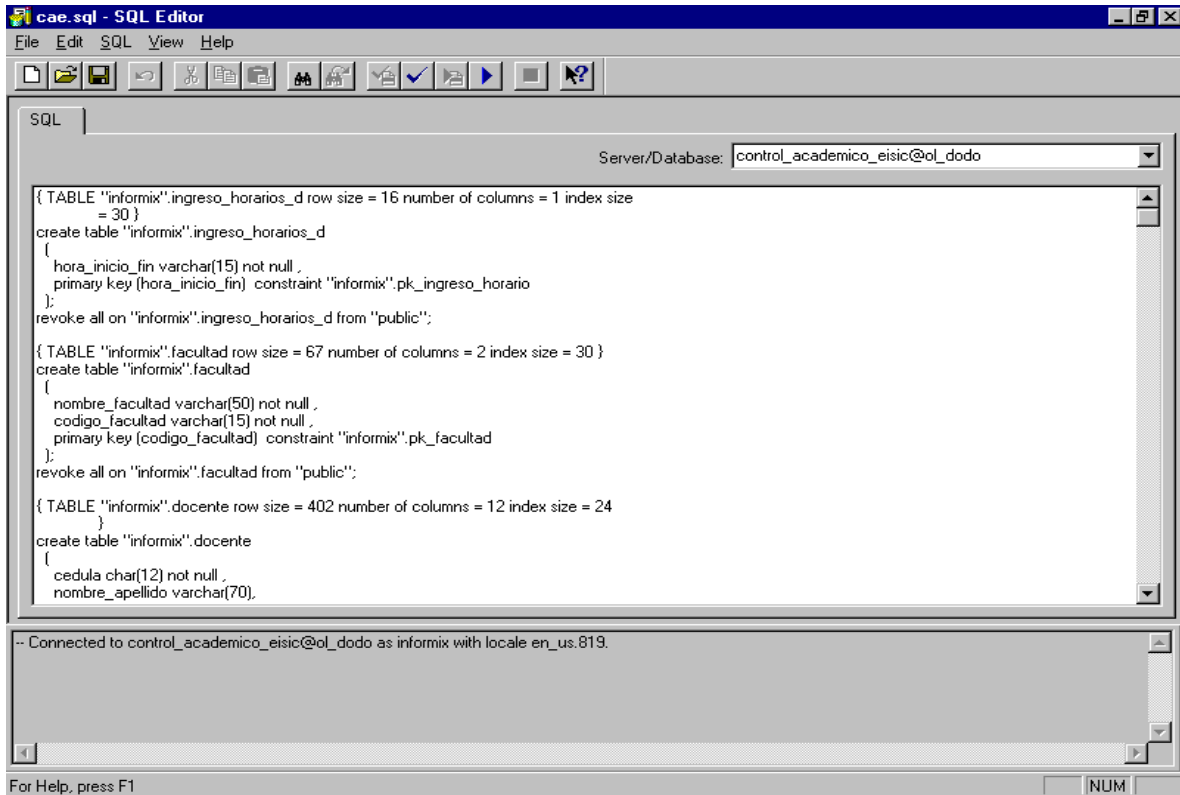 cae.sql - SQL Editor
File Edit SQL View Help
SQL
Server/Database: control_academico_eisic@ol_dodo
{ TABLE "informix".ingreso_horarios_d row size = 16 number of columns = 1 index size
= 30 }
create table "informix".ingreso_horarios_d
(
hora_inicio_fin varchar(15) not null ,
primary key (hora_inicio_fin)  constraint "informix".pk_ingreso_horario
);
revoke all on "informix".ingreso_horarios_d from "public";
{ TABLE "informix".facultad row size = 67 number of columns = 2 index size = 30 }
create table "informix".facultad
(
nombre_facultad varchar(50) not null ,
codigo_facultad varchar(15) not null ,
primary key (codigo_facultad)  constraint "informix".pk_facultad
);
revoke all on "informix".facultad from "public";
{ TABLE "informix".docente row size = 402 number of columns = 12 index size = 24
}
create table "informix".docente
(
cedula char(12) not null ,
nombre_apellido varchar(70),
-- Connected to control_academico_eisic@ol_dodo as informix with locale en_us.819.
For Help, press F1
NUM